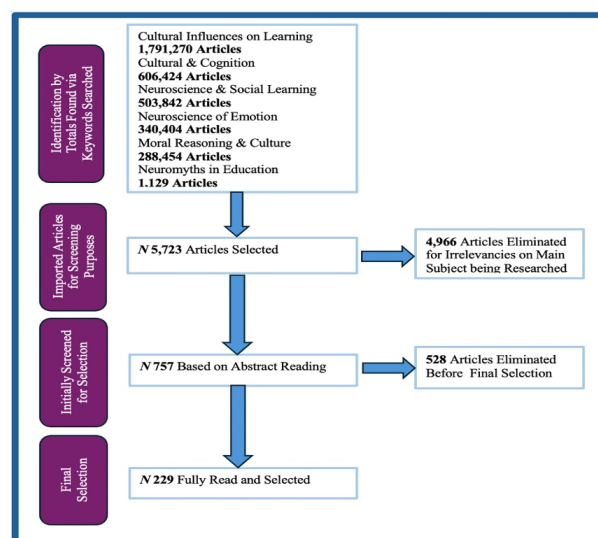 Identification by
Totals Found via
Keywords Searched
Cultural Influences on Learning
1,791,270 Articles
Cultural & Cognition
606,424 Articles
Neuroscience & Social Learning
503,842 Articles
Neuroscience of Emotion
340,404 Articles
Moral Reasoning & Culture
288,454 Articles
Neuromyths in Education
1.129 Articles
Imported Articles
for Screening
Purposes
N 5,723 Articles Selected
4,966 Articles Eliminated
for Irrelevancies on Main
Subject being Researched
Initially Screened
for Selection
N 757 Based on Abstract Reading
528 Articles Eliminated
Before Final Selection
Final
Selection
N 229 Fully Read and Selected